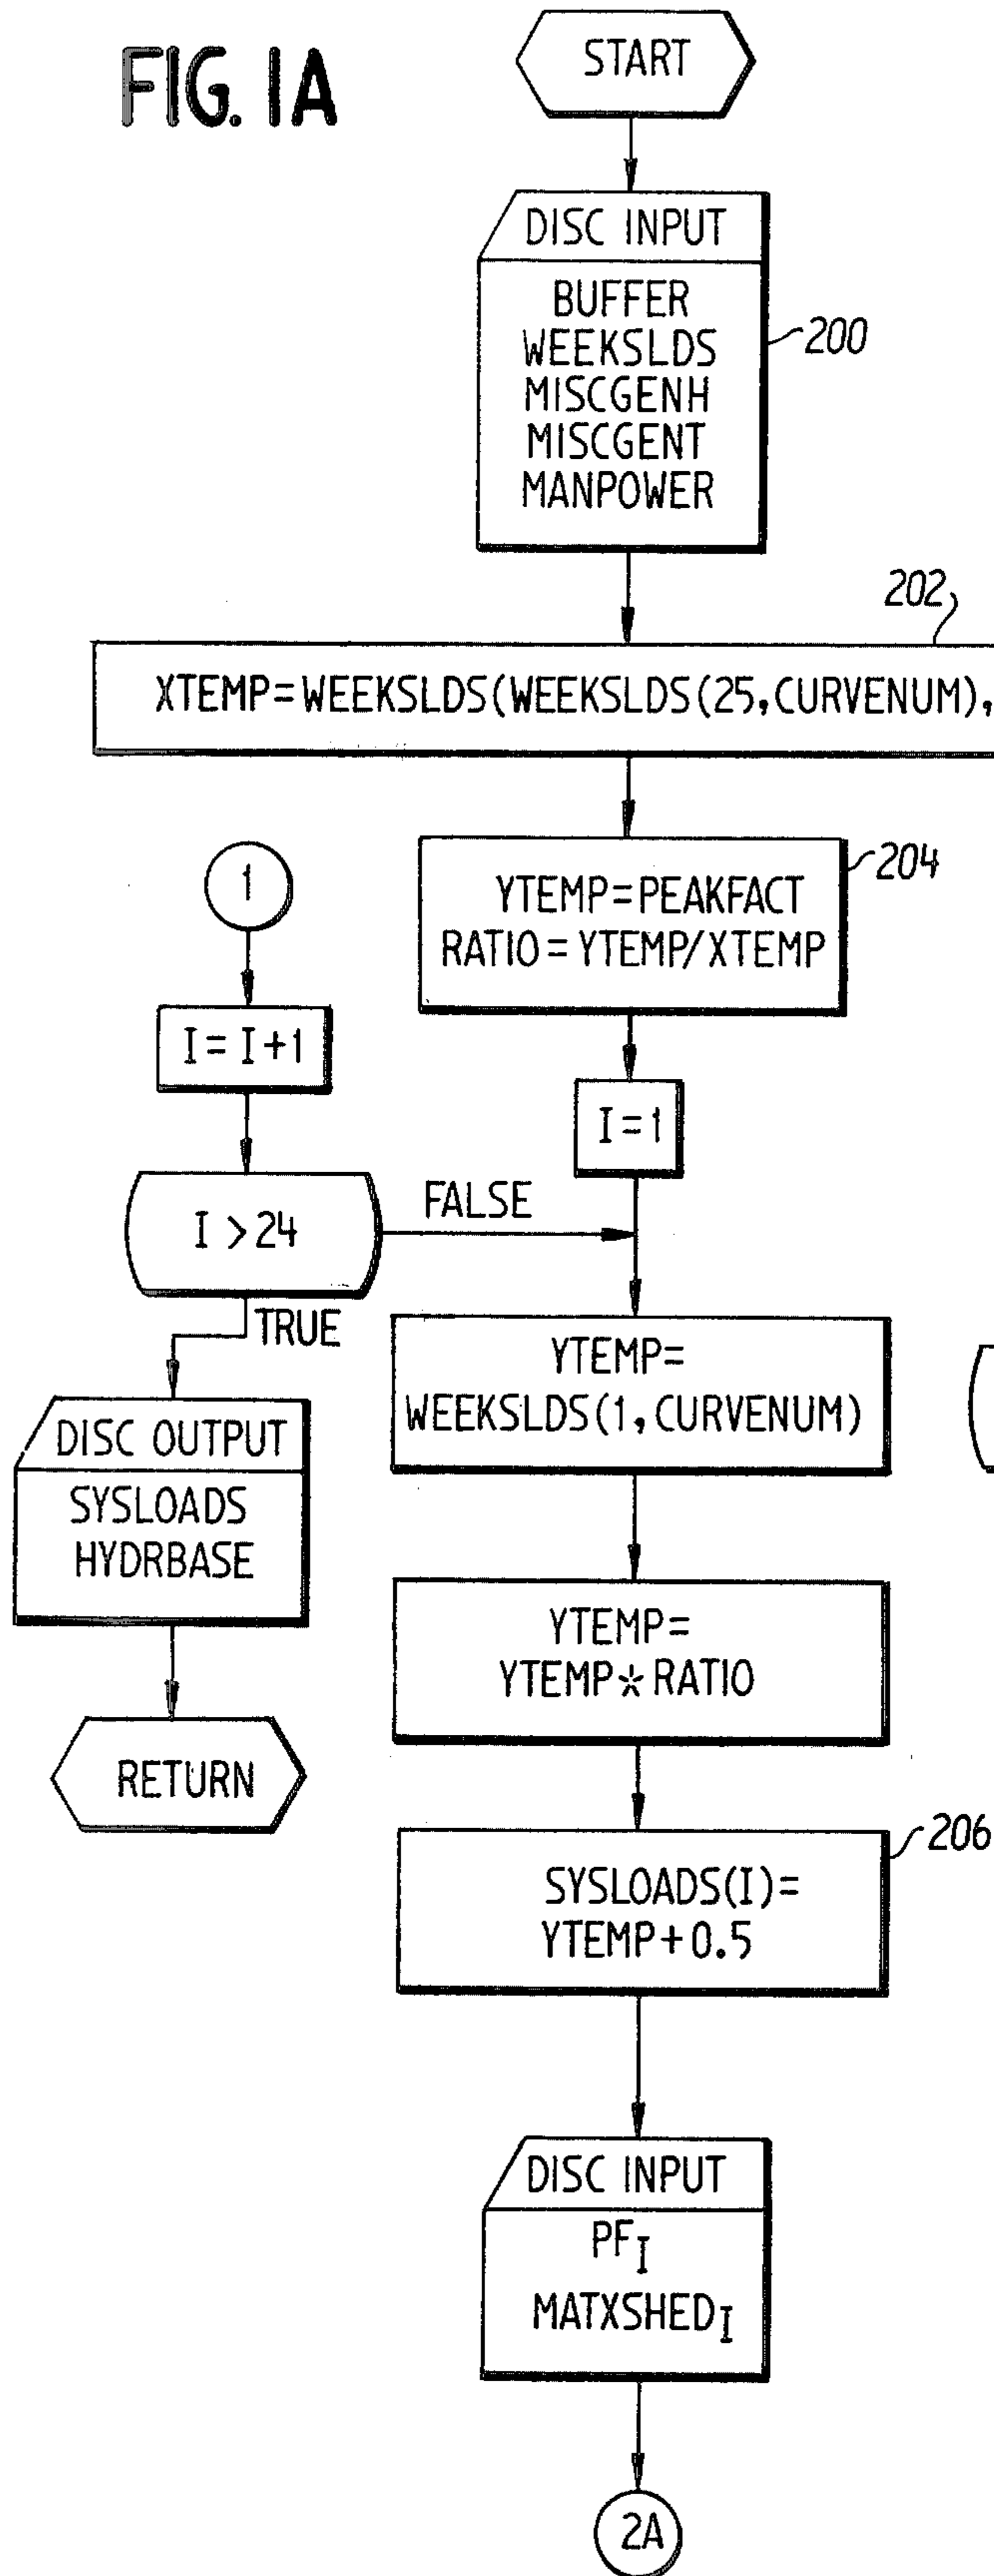 FIG. 1A
START
DISC INPUT
BUFFER
WEEKSLDS
MISCGENH
MISCGENT
MANPOWER
200
202
XTEMP=WEEKSLDS(WEEKSLDS(25,CURVENUM),
YTEMP=PEAKFACT
RATIO=YTEMP/XTEMP
204
1
I=I+1
I=1
I>24
FALSE
TRUE
YTEMP=
WEEKSLDS(1,CURVENUM)
DISC OUTPUT
SYSLOADS
HYDRBASE
YTEMP=
YTEMP*RATIO
RETURN
SYSLOADS(I)=
YTEMP+0.5
206
DISC INPUT
PFI
MATXSHEDI
2A